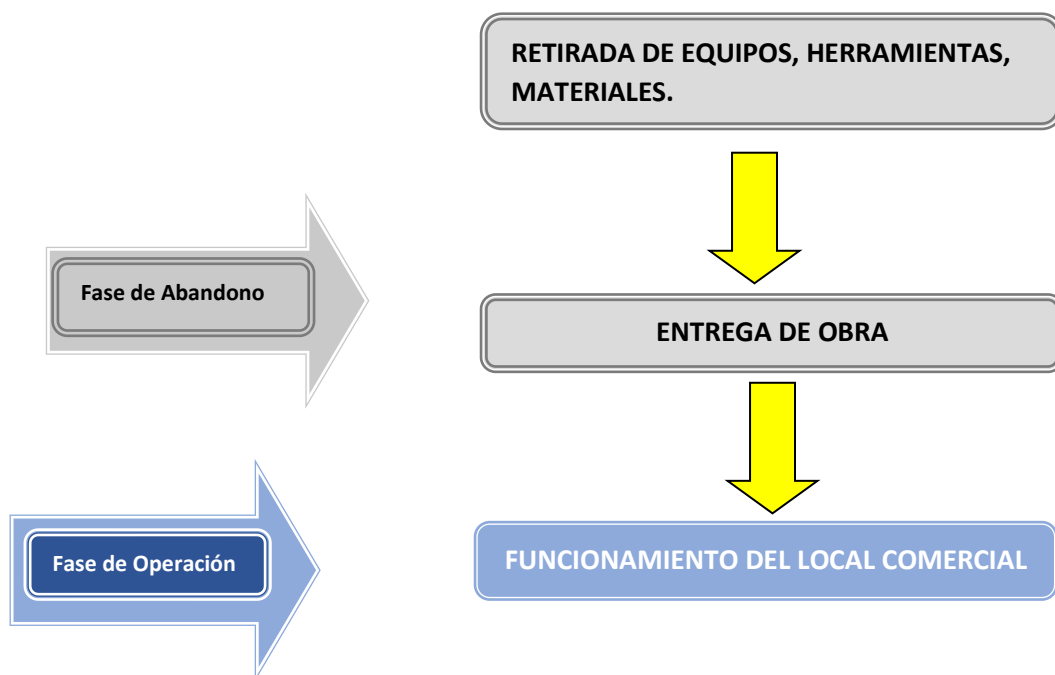 RETIRADA DE EQUIPOS, HERRAMIENTAS,
MATERIALES.
Fase de Abandono
ENTREGA DE OBRA
Fase de Operación
FUNCIONAMIENTO DEL LOCAL COMERCIAL